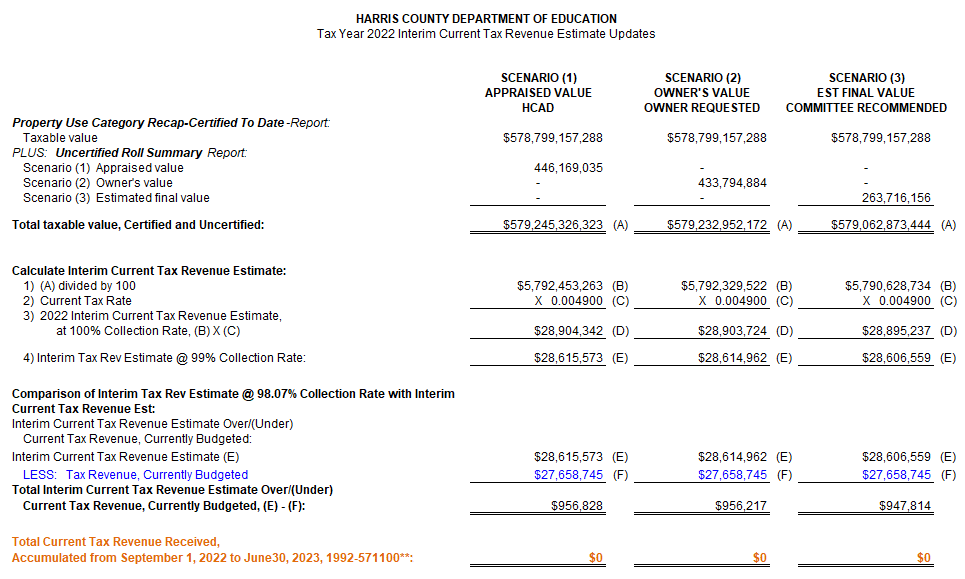 HARRIS COUNTY DEPARTMENT OF EDUCATION
Tax Year 2022 Interim Current Tax Revenue Estimate Updates
SCENARIO (1) SCENARIO (2) SCENARIO (3)
APPRAISED VALUE OWNER'S VALUE EST FINAL VALUE
HCAD OWNER REQUESTED COMMITTEE RECOMMENDED
Property Use Category Recap-Certified To Date -Report:
Taxable value $578,799,157,288 $578,799,157,288 $578,799,157,288
PLUS: Uncertified Roll Summary Report:
Scenario (1) Appraised value 446,169,035 - -
Scenario (2) Owner's value - 433,794,884 -
Scenario (3) Estimated final value - - 263,716,156
Total taxable value, Certified and Uncertified: $579,245,326,323 (A) $579,232,952,172 (A) $579,062,873,444 (A)
Calculate Interim Current Tax Revenue Estimate:
1) (A) divided by 100 $5,792,453,263 (B) $5,792,329,522 (B) $5,790,628,734 (B)
2) Current Tax Rate X 0.004900 (C) X 0.004900 (C) X 0.004900 (C)
3) 2022 Interim Current Tax Revenue Estimate,
at 100% Collection Rate, (B) X (C) $28,904,342 (D) $28,903,724 (D) $28,895,237 (D)
4) Interim Tax Rev Estimate @ 99% Collection Rate: $28,615,573 (E) $28,614,962 (E) $28,606,559 (E)
Comparison of Interim Tax Rev Estimate @ 98.07% Collection Rate with Interim
Current Tax Revenue Est:
Interim Current Tax Revenue Estimate Over/(Under)
Current Tax Revenue, Currently Budgeted:
Interim Current Tax Revenue Estimate (E) $28,615,573 (E) $28,614,962 (E) $28,606,559 (E)
LESS: Tax Revenue, Currently Budgeted $27,658,745 (F) $27,658,745 (F) $27,658,745 (F)
Total Interim Current Tax Revenue Estimate Over/(Under)
Current Tax Revenue, Currently Budgeted, (E) - (F): $956,828 $956,217 $947,814
Total Current Tax Revenue Received,
Accumulated from September 1, 2022 to June30, 2023, 1992-571100**: $0 $0 $0